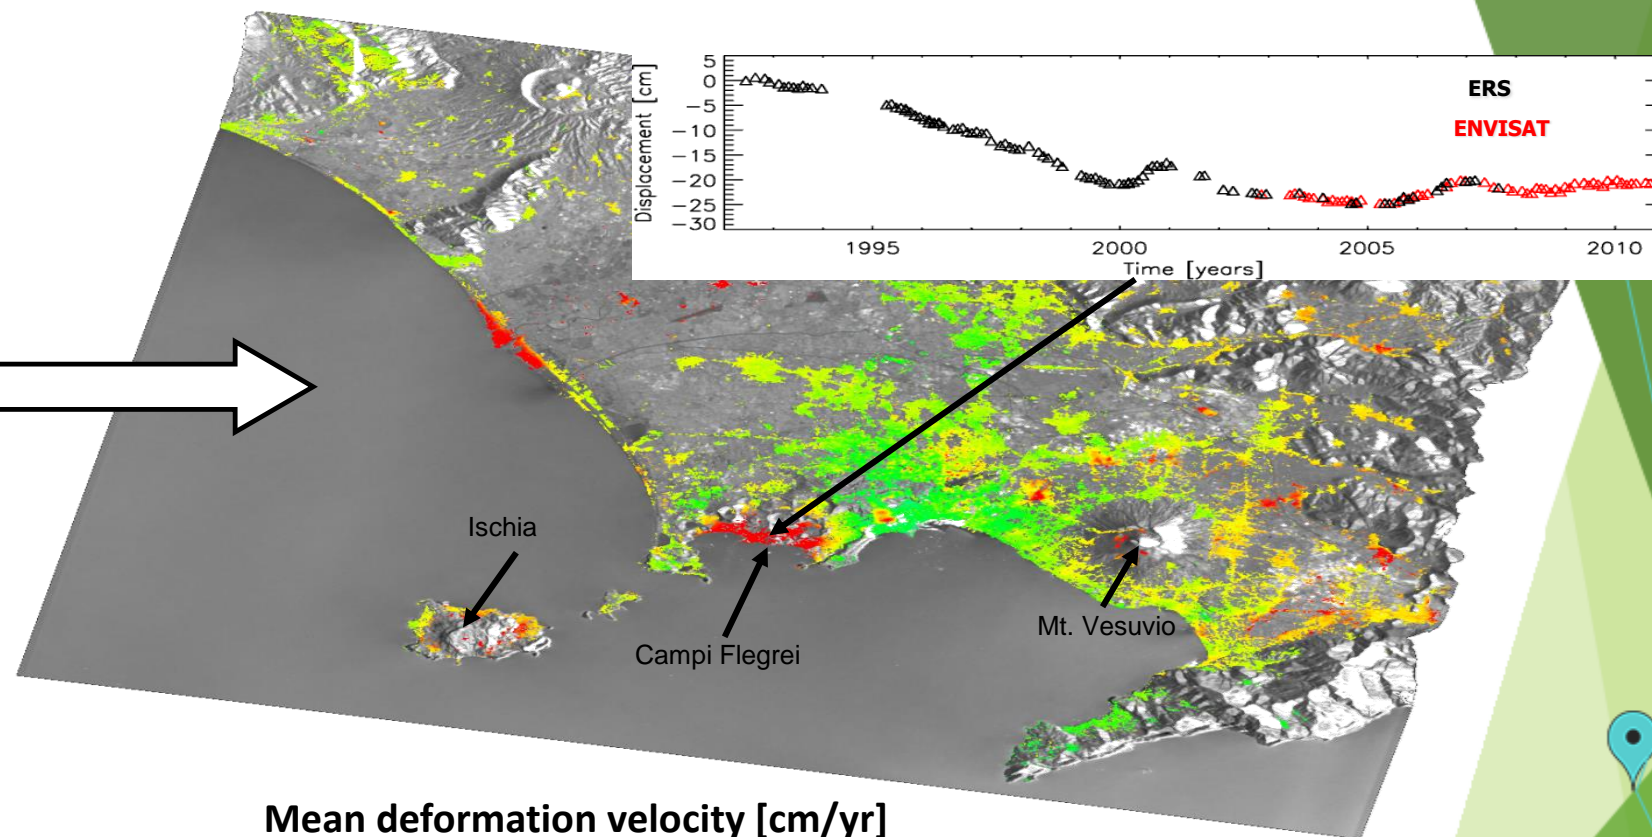 5
0
−5
−10
−15
−20
−25
−30
Displacement [cm]
ERS
ENVISAT
1995 2000 2005 2010
Time [years]
Ischia
Campi Flegrei
Mt. Vesuvio
Mean deformation velocity [cm/yr]